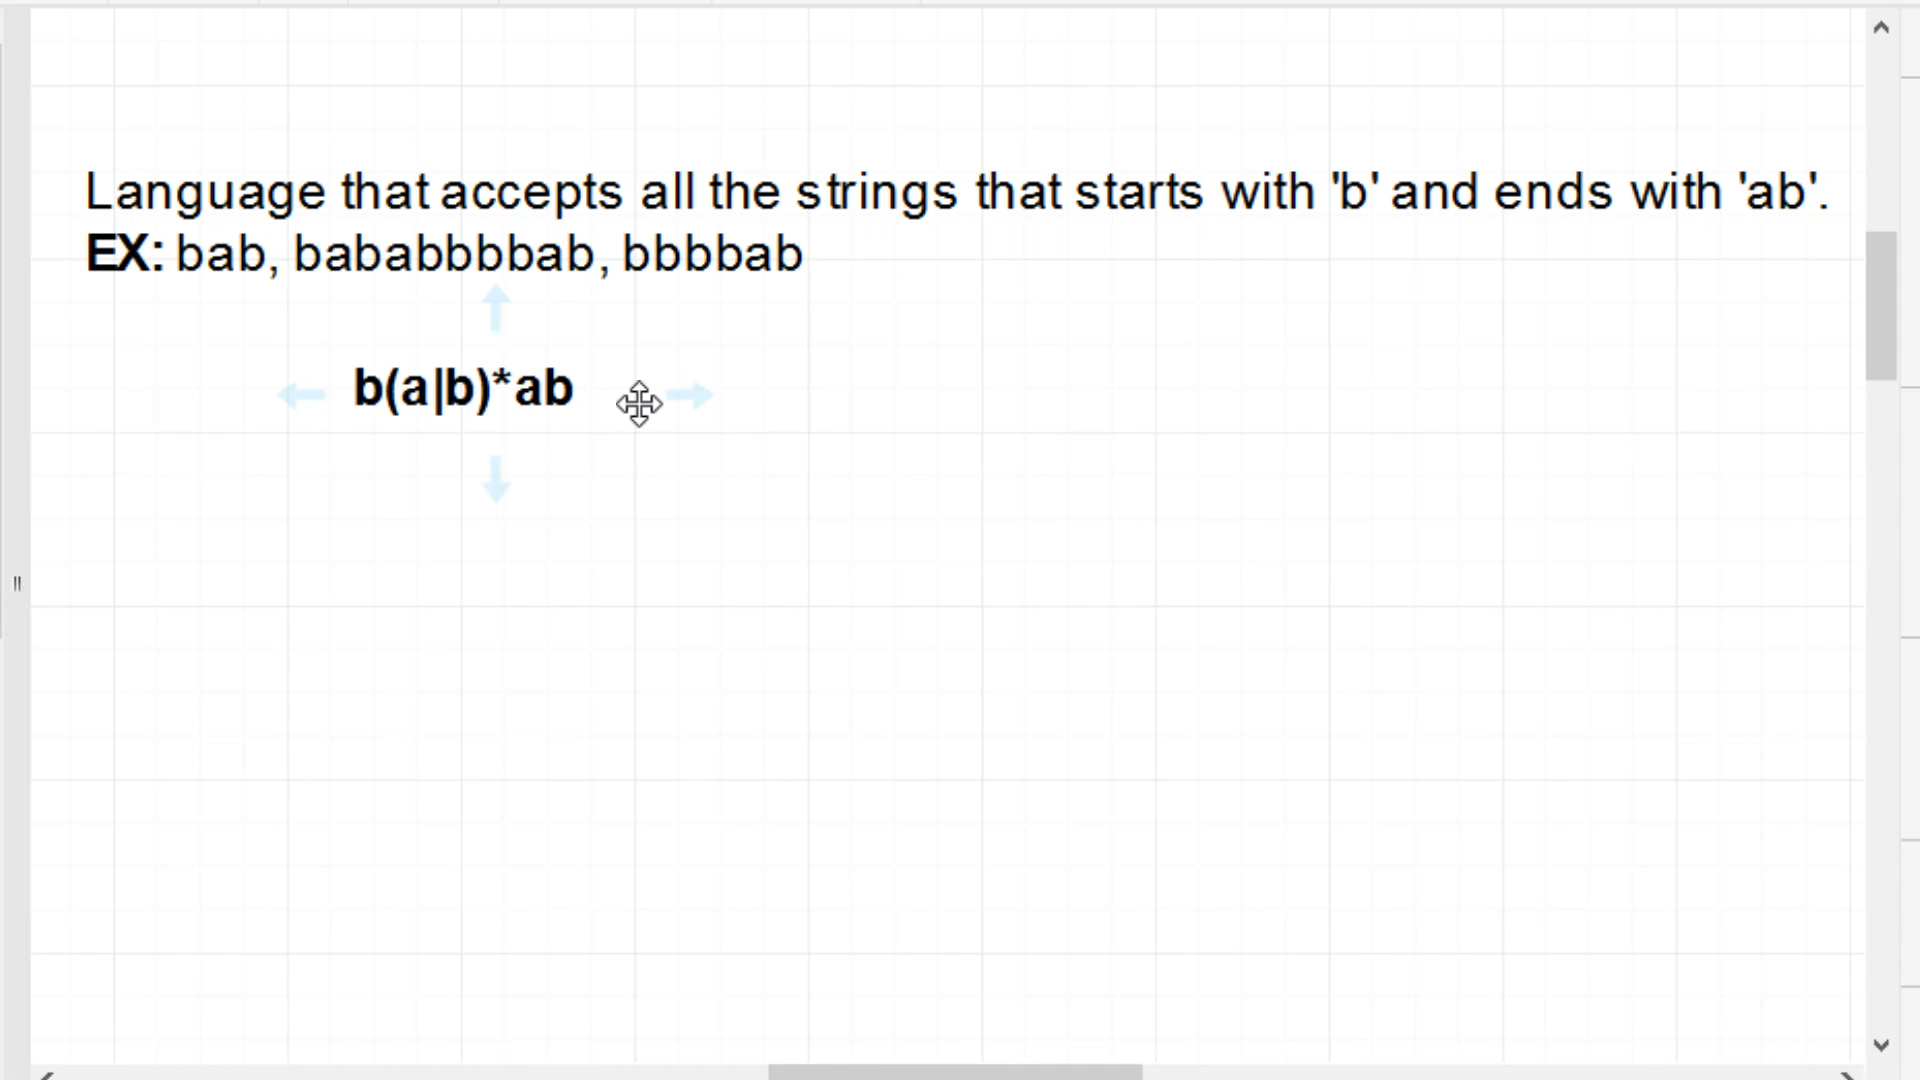 Language that accepts all the strings that starts with 'b' and ends with 'ab'.
EX: bab, bababbbbab, bbbbab
b(a|b)*ab